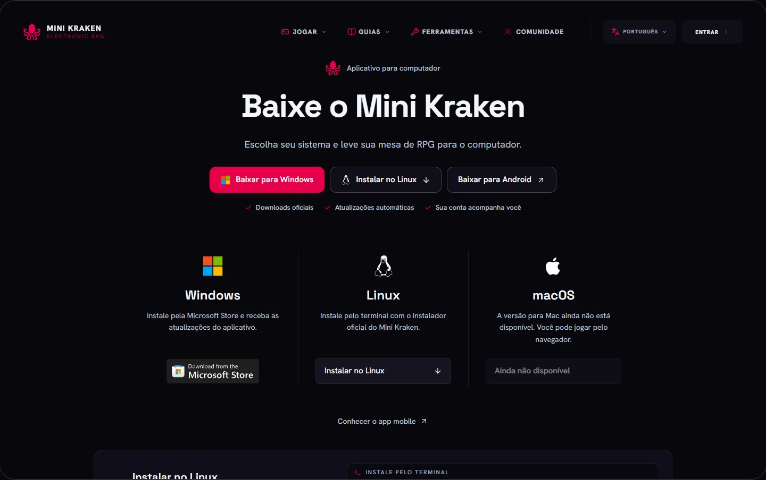 MINI KRAKEN
ELECTRONIC RPG
JOGAR
GUIAS
FERRAMENTAS
COMUNIDADE
PORTUGUÊS
ENTRAR
Aplicativo para computador
Baixe o Mini Kraken
Escolha seu sistema e leve sua mesa de RPG para o computador.
Baixar para Windows
Instalar no Linux
Baixar para Android
Downloads oficiais
Atualizações automáticas
Sua conta acompanha você
Windows
Instale pela Microsoft Store e receba as
atualizações do aplicativo.
Download from the
Microsoft Store
Linux
Instale pelo terminal com o instalador
oficial do Mini Kraken.
Instalar no Linux
macOS
A versão para Mac ainda não está
disponível. Você pode jogar pelo
navegador.
Ainda não disponível
Conhecer o app mobile
Instalar no Linux
INSTALE PELO TERMINAL